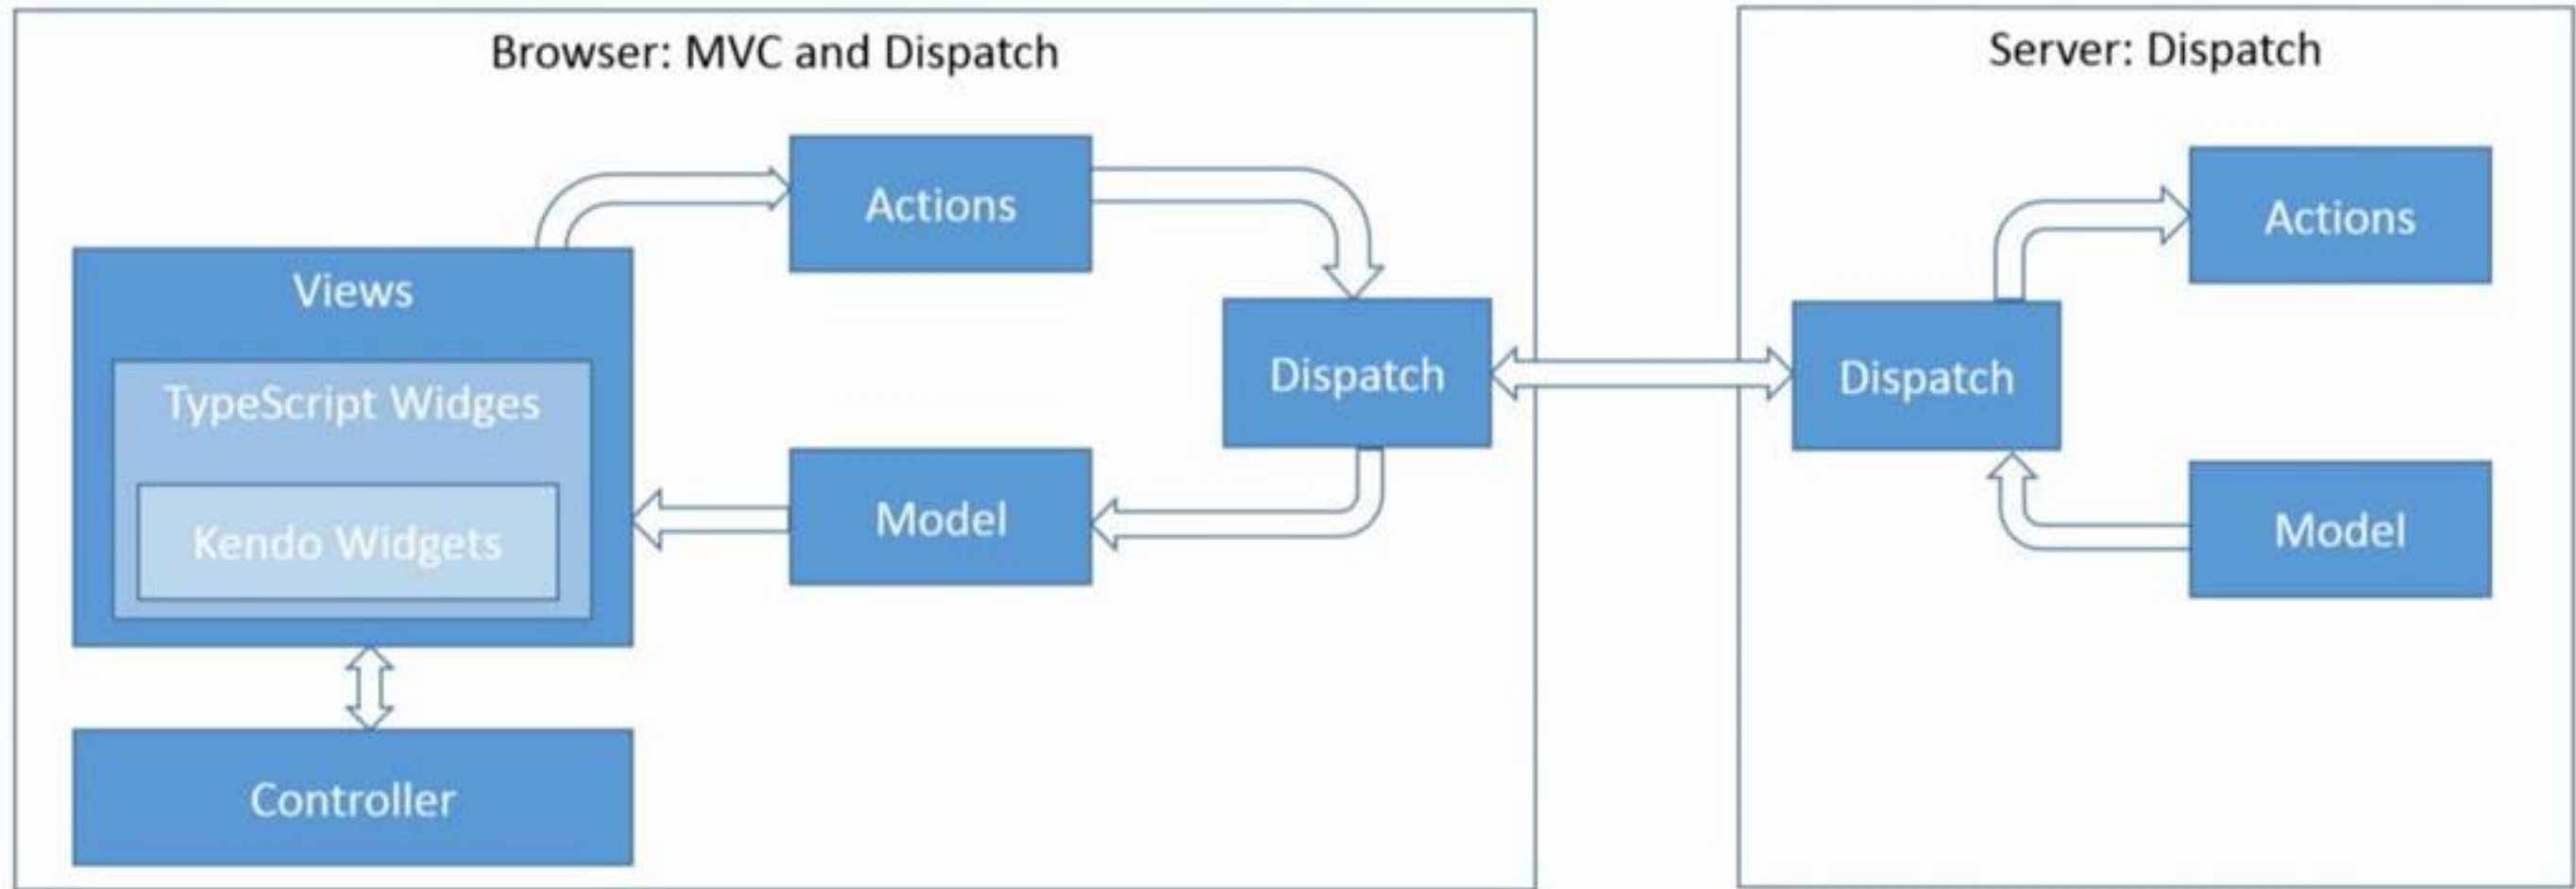 Browser: MVC and Dispatch
Actions
Views
TypeScript Widges
Kendo Widgets
Dispatch
Model
Controller
Server: Dispatch
Actions
Dispatch
Model